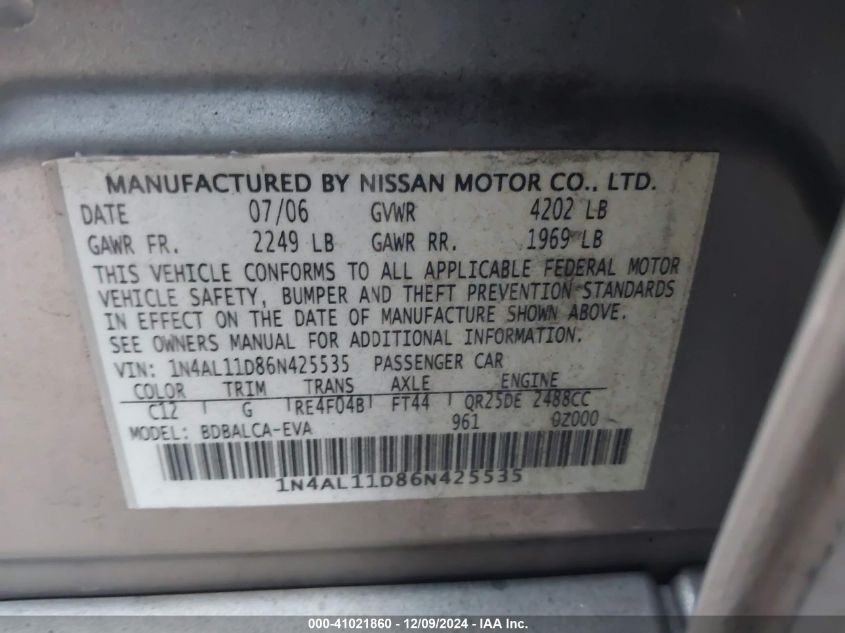 MANUFACTURED BY NISSAN MOTOR CO., LTD.
DATE 07/06 GVWR 4202 LB
GAWR FR. 2249 LB GAWR RR. 1969 LB
THIS VEHICLE CONFORMS TO ALL APPLICABLE FEDERAL MOTOR
VEHICLE SAFETY, BUMPER AND THEFT PREVENTION STANDARDS
IN EFFECT ON THE DATE OF MANUFACTURE SHOWN ABOVE.
SEE OWNERS MANUAL FOR ADDITIONAL INFORMATION.
VIN: 1N4AL11D86N425535 PASSENGER CAR
COLOR TRIM TRANS AXLE ENGINE
C12 G RE4F04B FT44 QR25DE 2488CC
MODEL: BDBALCA-EVA 961 0Z000
1N4AL11D86N425535
000-41021860 - 12/09/2024 - IAA Inc.